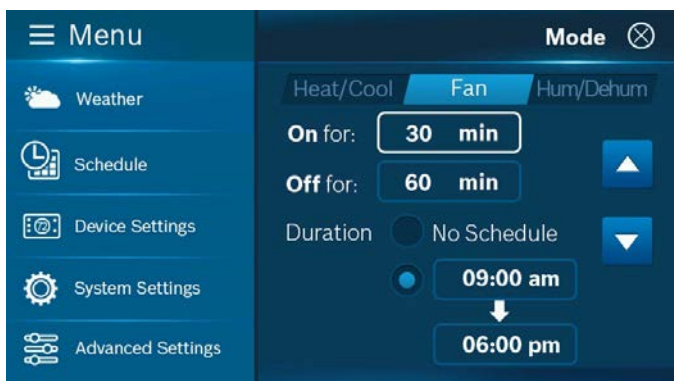 Menu
Mode
Weather
Schedule
72
Device Settings
System Settings
Advanced Settings
Heat/Cool Fan Hum/Dehum
On for: 30 min
Off for: 60 min
Duration No Schedule
09:00 am
06:00 pm